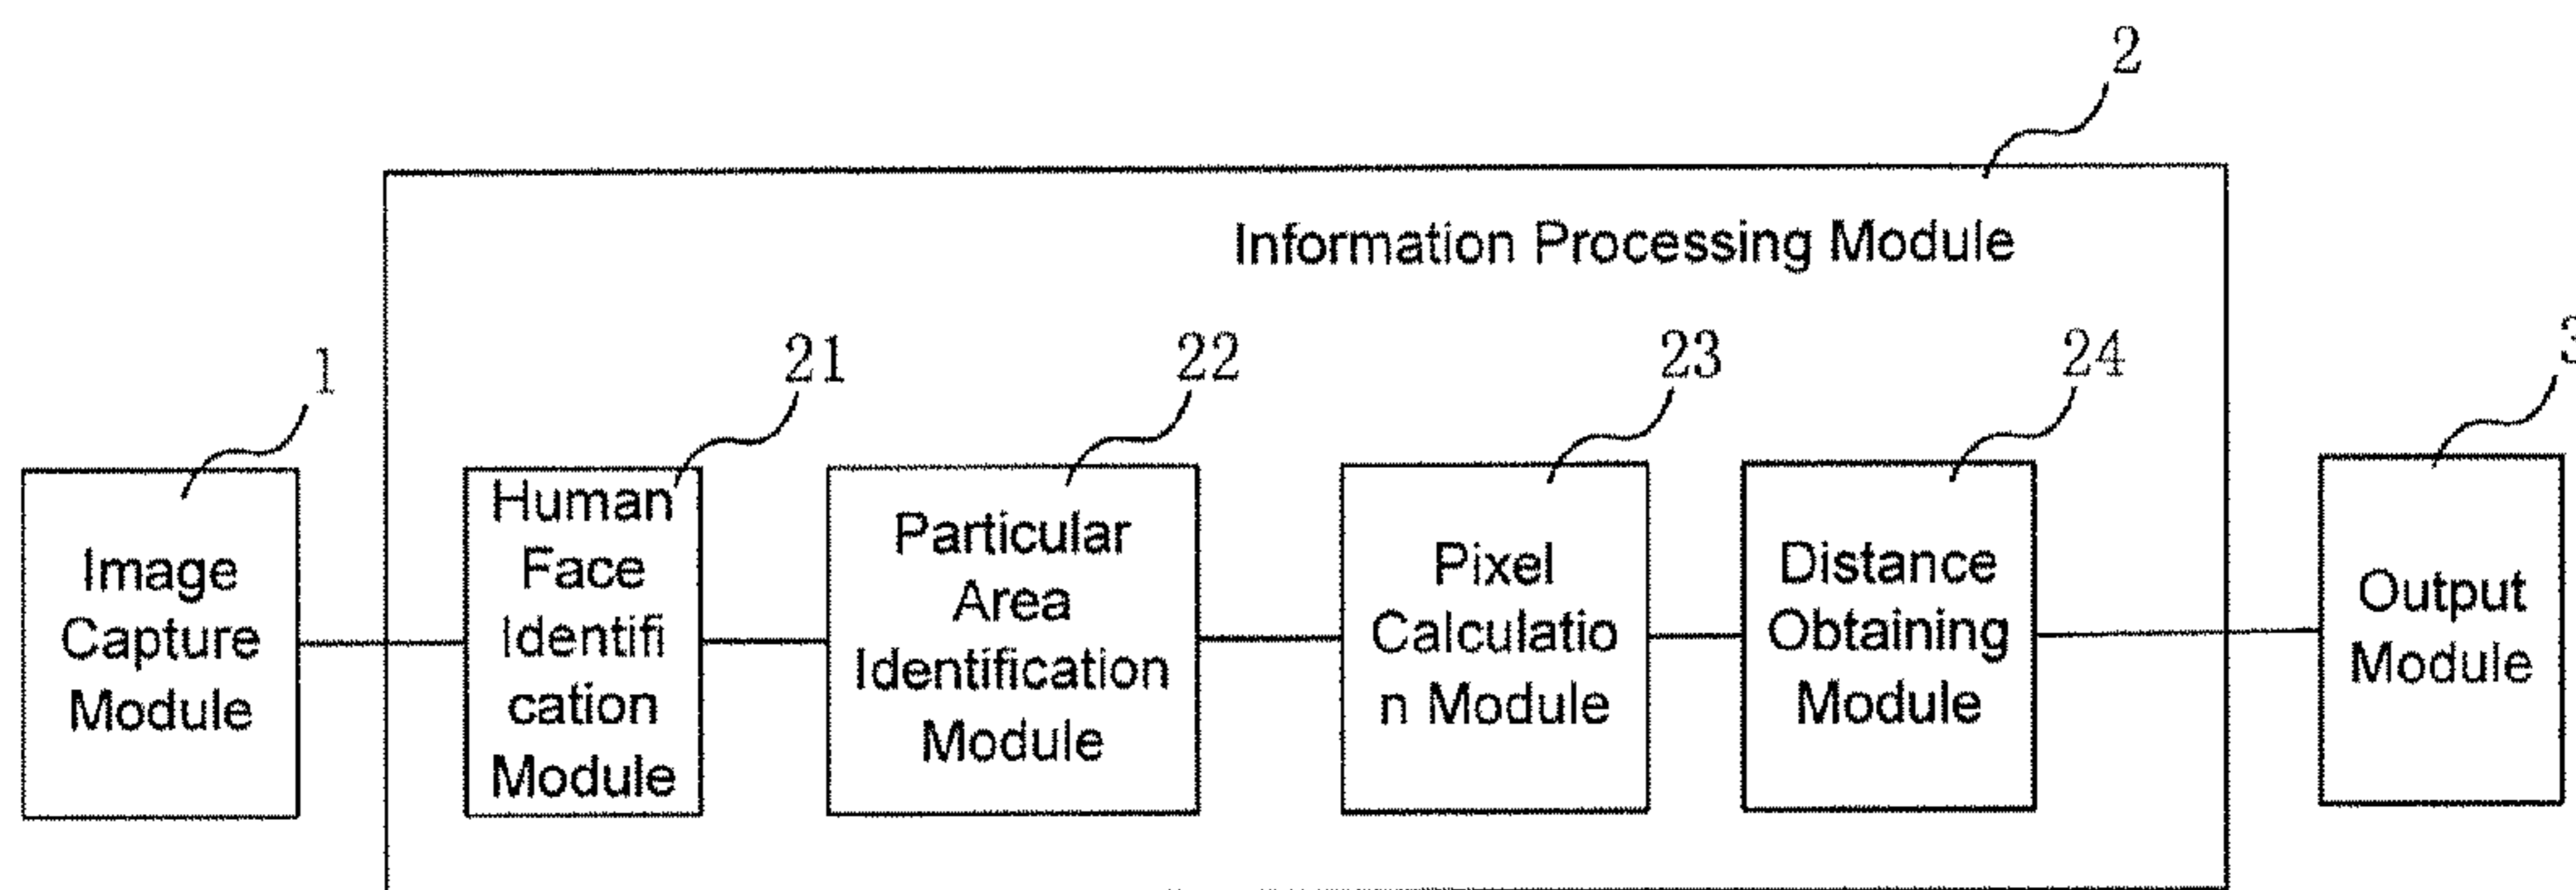 2
Information Processing Module
1
21
22
23
24
3
Image
Capture
Module
Human
Face
Identifi
cation
Module
Particular
Area
Identification
Module
Pixel
Calculatio
n Module
Distance
Obtaining
Module
Output
Module